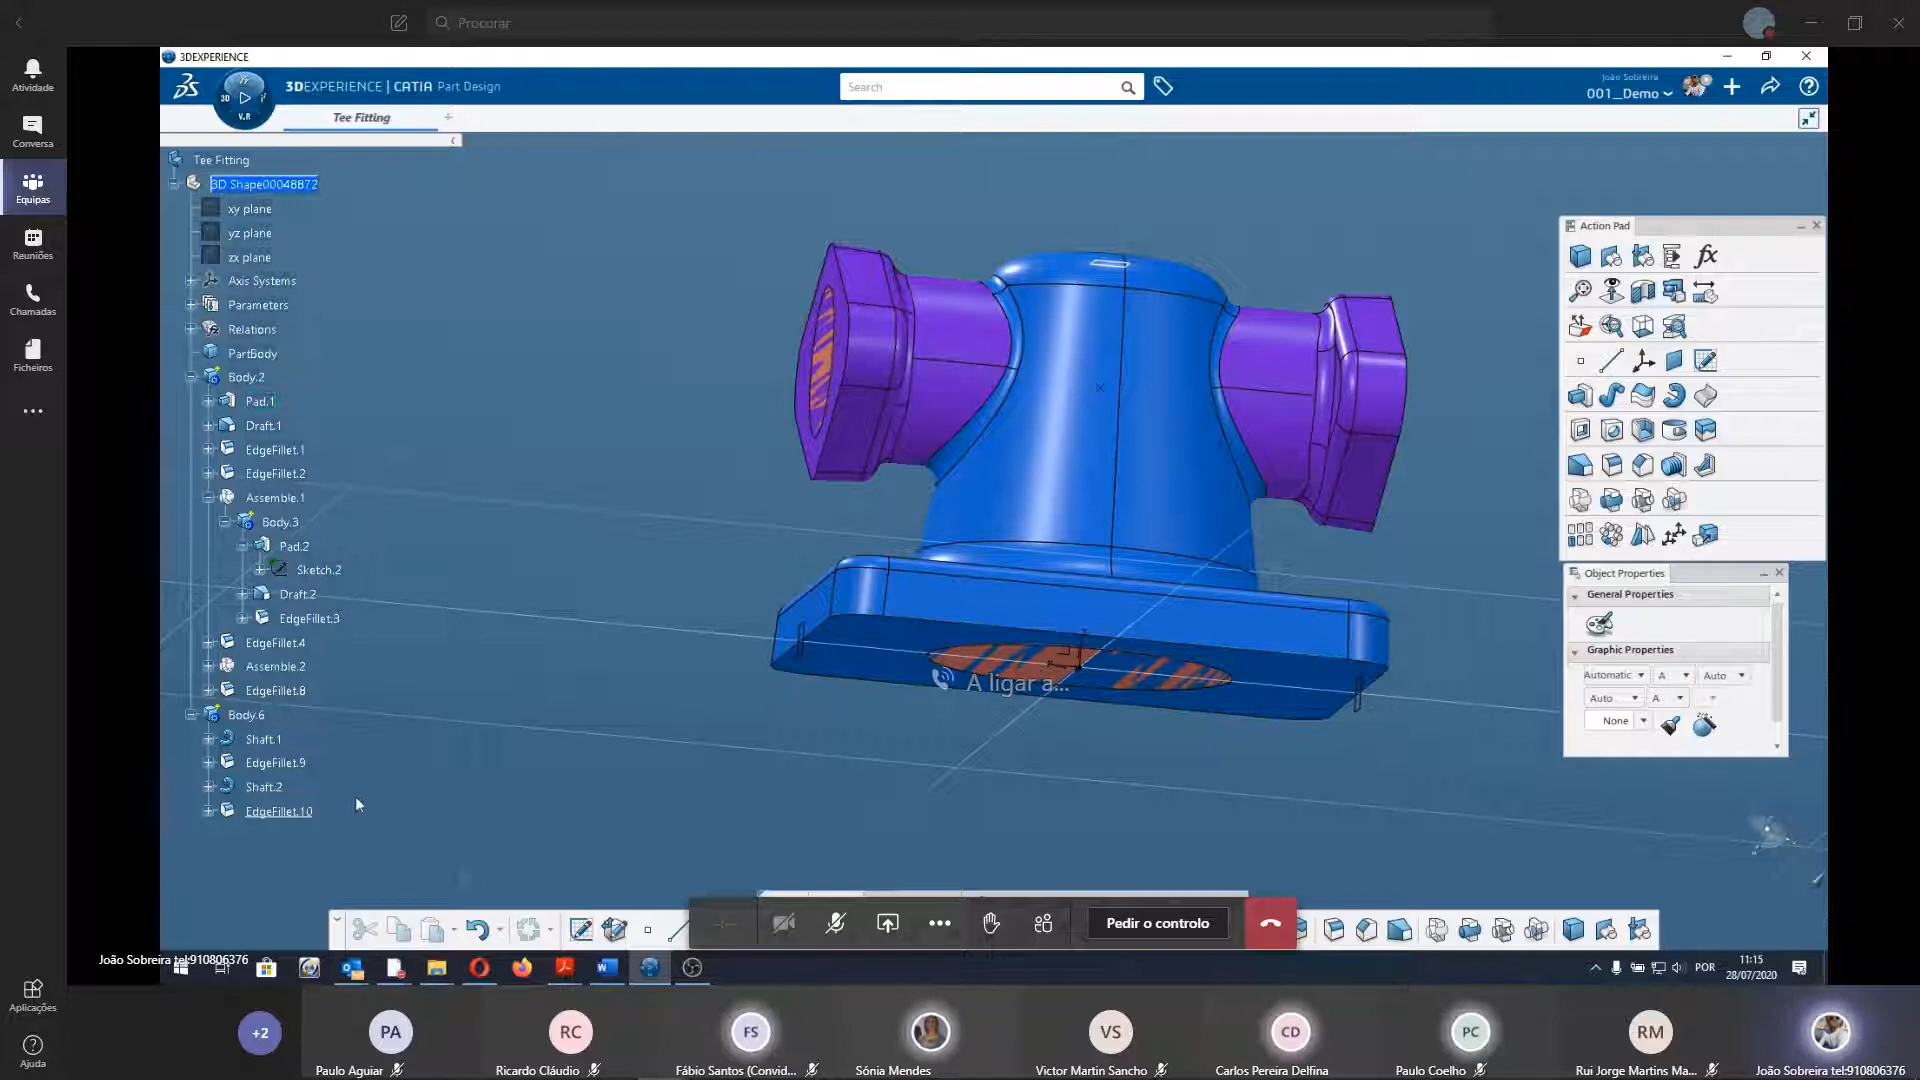 Procurar
Atividade
Conversa
Equipas
Reuniões
Chamadas
Ficheiros
Aplicações
Ajuda
3DEXPERIENCE
3DEXPERIENCE | CATIA Part Design
3D
V.R
Search
João Sobreira
001_Demo
Tee Fitting
Tee Fitting
3D Shape00048872
xy plane
yz plane
zx plane
Axis Systems
Parameters
Relations
PartBody
Body.2
Pad.1
Draft.1
EdgeFillet.1
EdgeFillet.2
Assemble.1
Body.3
Pad.2
Sketch.2
Draft.2
EdgeFillet.3
EdgeFillet.4
Assemble.2
EdgeFillet.8
Body.6
Shaft.1
EdgeFillet.9
Shaft.2
EdgeFillet.10
A ligar a...
Action Pad
fx
Object Properties
General Properties
Graphic Properties
Automatic A Auto
Auto A
None
Pedir o controlo
João Sobreira tel:910806376
POR
11:15
28/07/2020
+2
PA
Paulo Aguiar
RC
Ricardo Cláudio
FS
Fábio Santos (Convid...
Sónia Mendes
VS
Victor Martin Sancho
CD
Carlos Pereira Delfina
PC
Paulo Coelho
RM
Rui Jorge Martins Ma...
João Sobreira tel:910806376